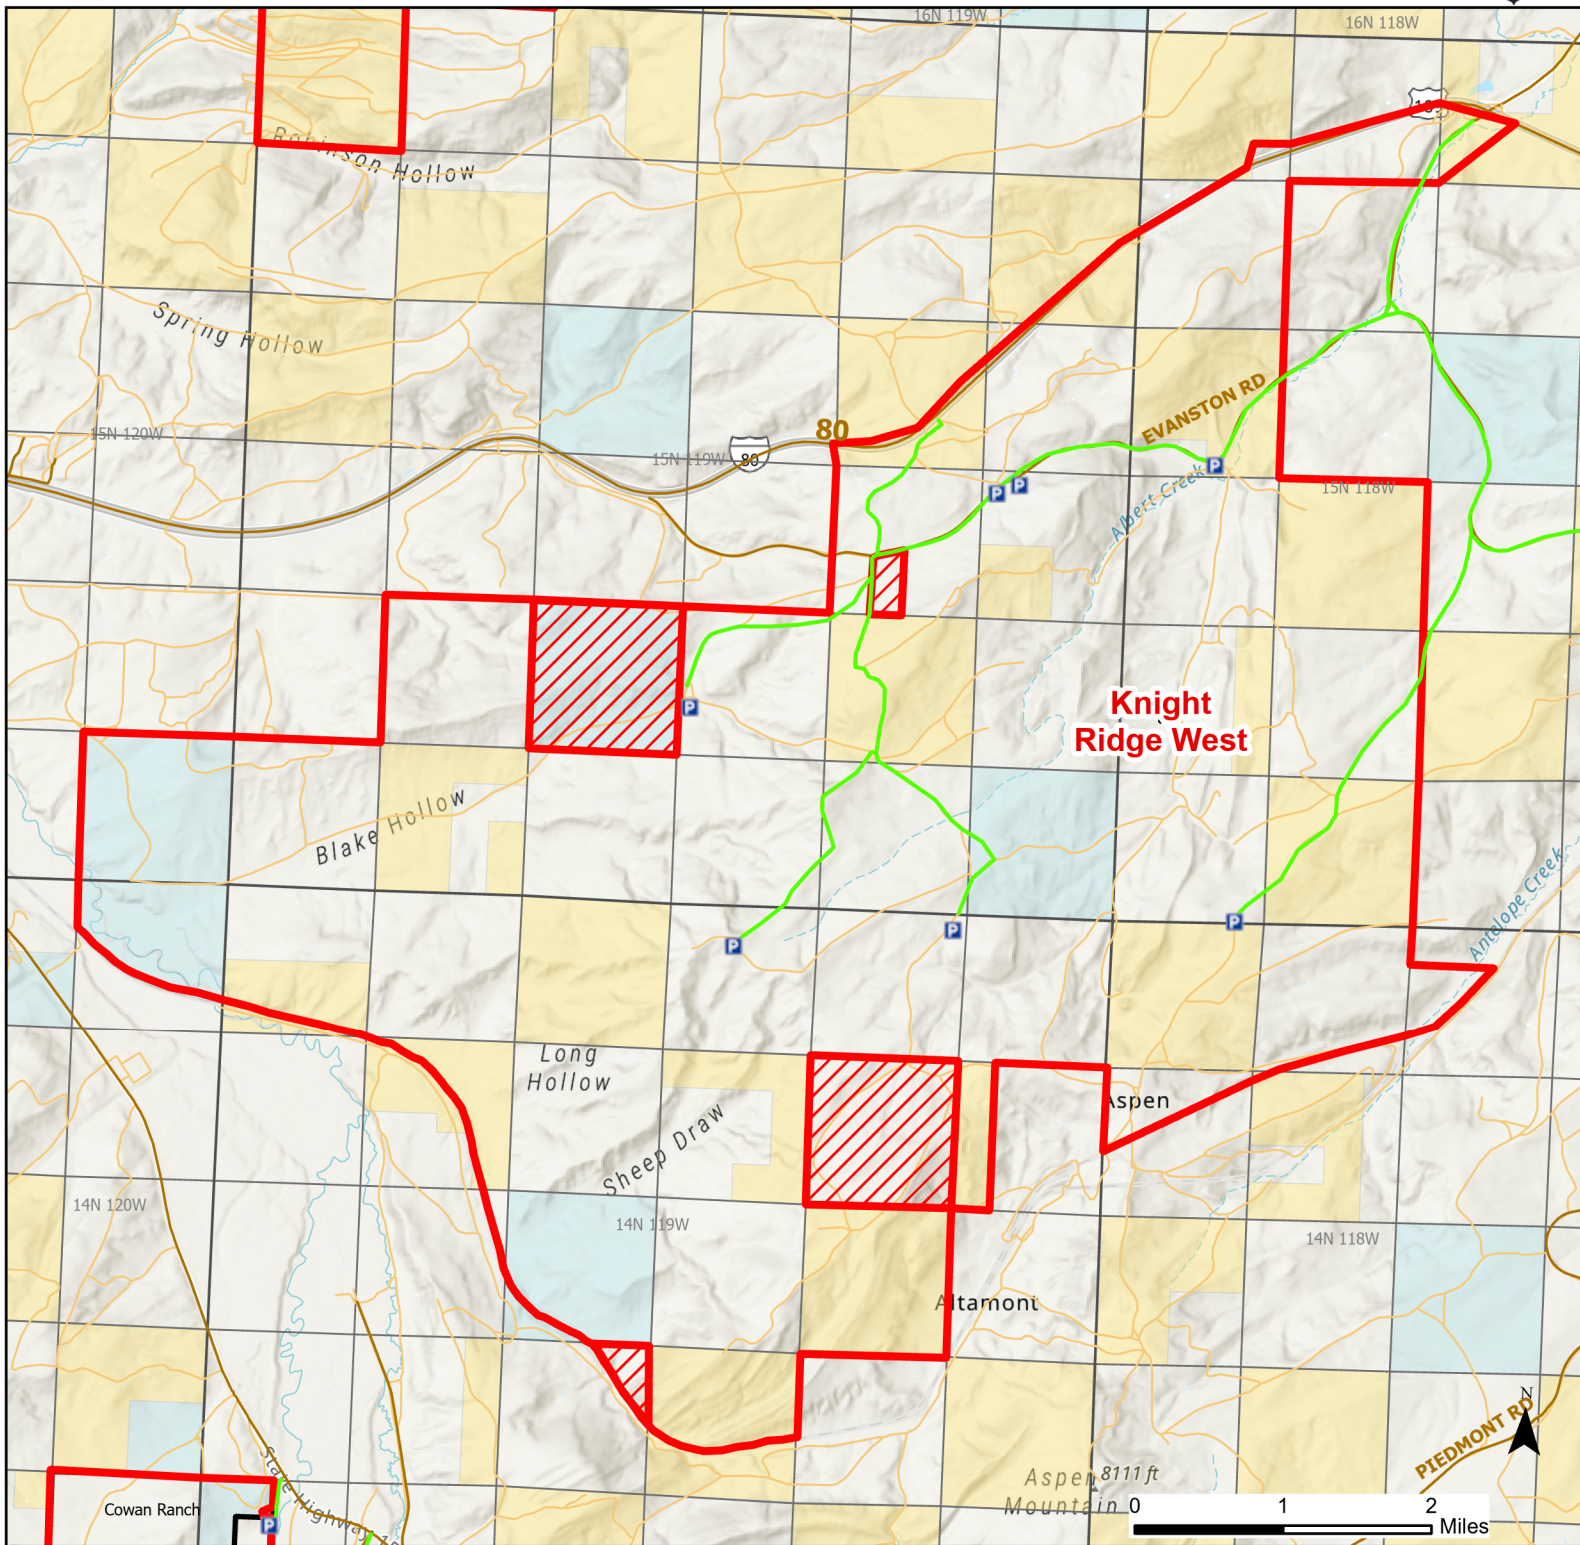 16N 119W
16N 118W
189
Robinson Hollow
Spring Hollow
15N 120W
80
15N 119W
80
EVANSTON RD
P
P
P
Albert Creek
15N 118W
P
Knight
Ridge West
Blake Hollow
P
P
P
Antelope Creek
Long
Hollow
Sheep Draw
Aspen
14N 120W
14N 119W
14N 118W
Altamont
N
PIEDMONT RD
State Highway
Aspen 8111 ft
Mountain
Cowan Ranch
P
0 1 2
Miles